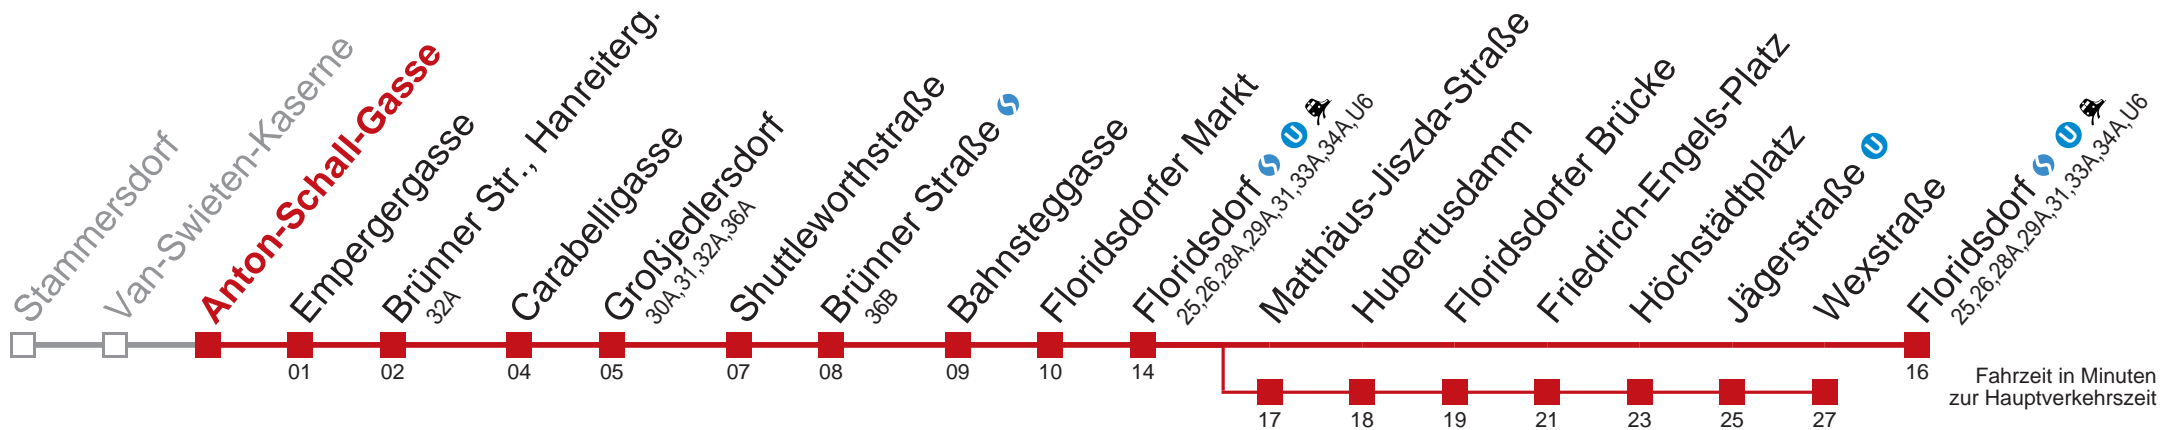 Stammersdorf
Van-Swieten-Kaserne
Anton-Schall-Gasse
Empergergasse
Brünner Str., Hanreiterg.
32A
Carabelligasse
Großjedlersdorf
30A,31,32A,36A
Shuttleworthstraße
Brünner Straße
36B
Bahnsteggasse
Floridsdorfer Markt
Floridsdorf U
25,26,28A,29A,31,33A,34A,U6
Matthäus-Jiszda-Straße
Hubertusdamm
Floridsdorfer Brücke
Friedrich-Engels-Platz
Höchstädtplatz
Jägerstraße U
Wexstraße
Floridsdorf U
25,26,28A,29A,31,33A,34A,U6
01 02 04 05 07 08 09 10 14 16
17 18 19 21 23 25 27
Fahrzeit in Minuten
zur Hauptverkehrszeit